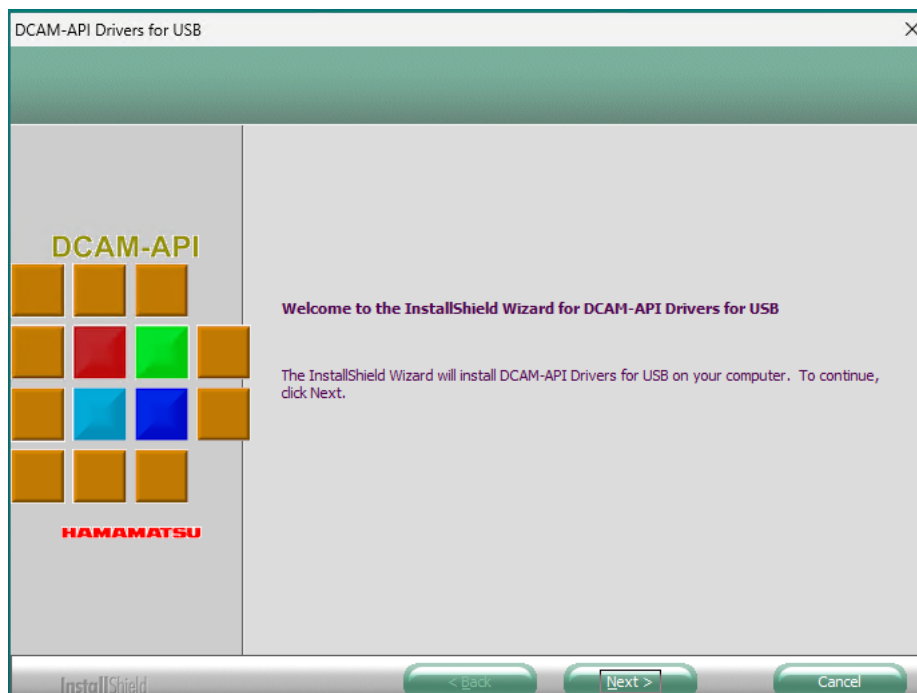 DCAM-API Drivers for USB
DCAM-API
Welcome to the InstallShield Wizard for DCAM-API Drivers for USB
The InstallShield Wizard will install DCAM-API Drivers for USB on your computer. To continue,
click Next.
HAMAMATSU
InstallShield
< Back
Next >
Cancel